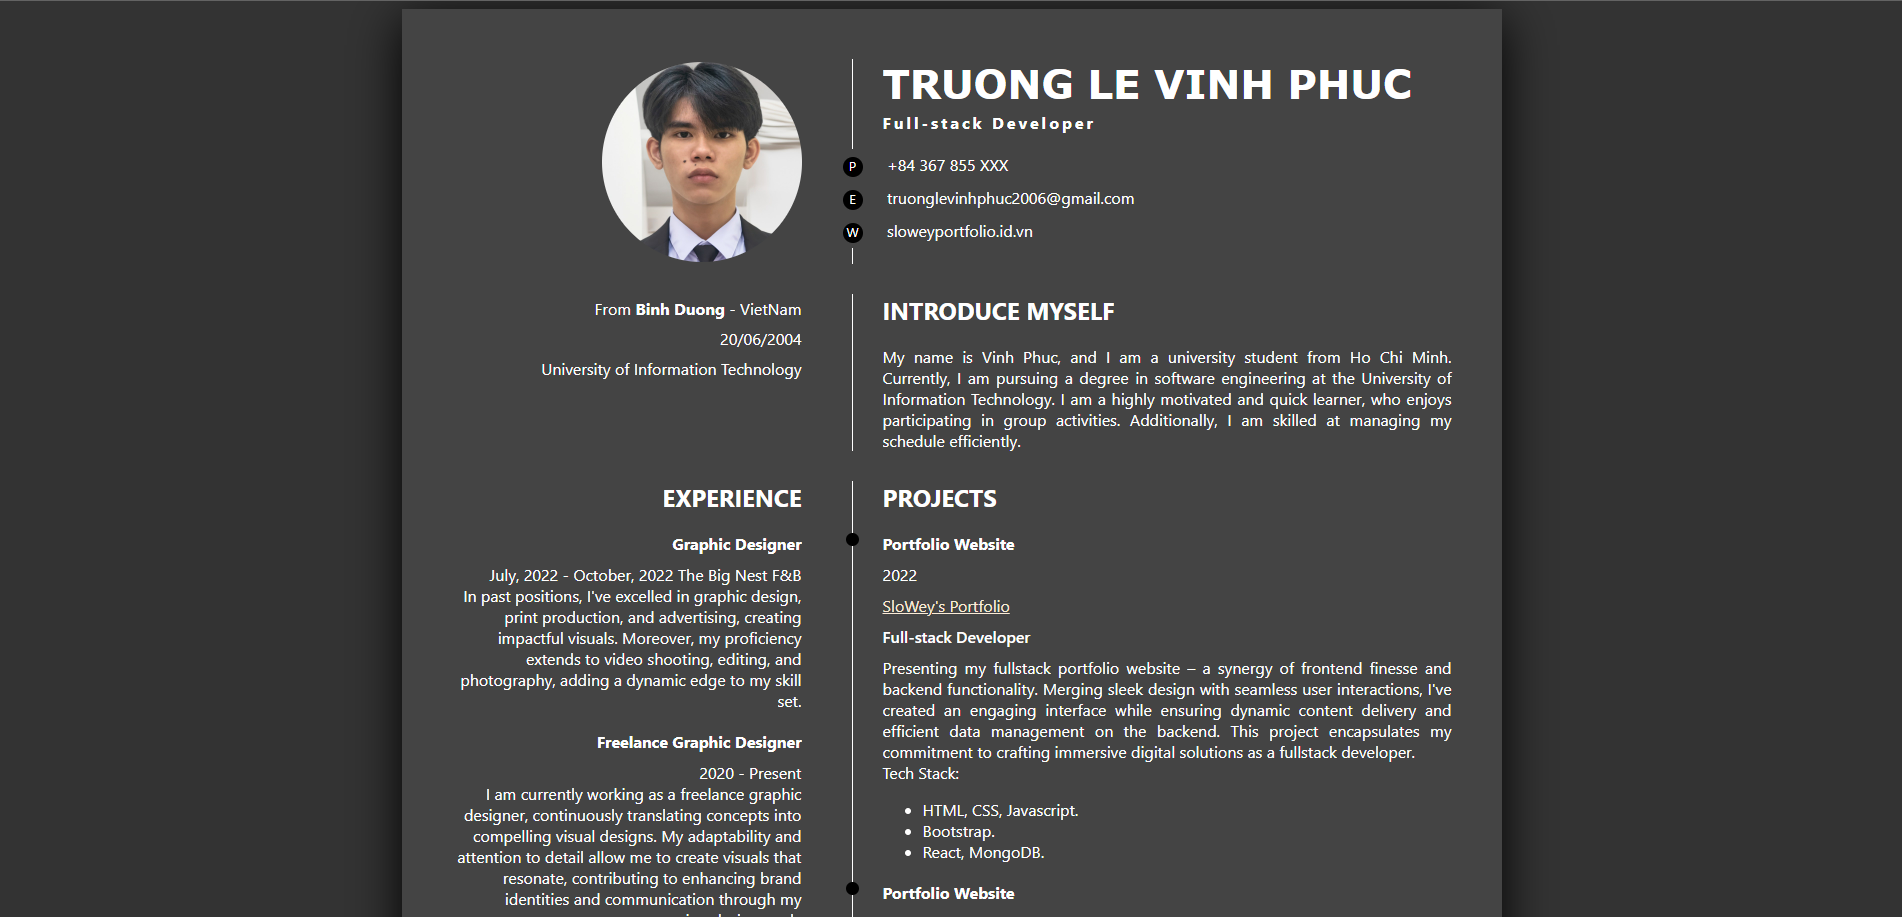 TRUONG LE VINH PHUC
Full-stack Developer
P +84 367 855 XXX
E truonglevinhphuc2006@gmail.com
W sloweyportfolio.id.vn
From Binh Duong - VietNam
20/06/2004
University of Information Technology
INTRODUCE MYSELF
My name is Vinh Phuc, and I am a university student from Ho Chi Minh.
Currently, I am pursuing a degree in software engineering at the University of
Information Technology. I am a highly motivated and quick learner, who enjoys
participating in group activities. Additionally, I am skilled at managing my
schedule efficiently.
EXPERIENCE
Graphic Designer
July, 2022 - October, 2022 The Big Nest F&B
In past positions, I've excelled in graphic design,
print production, and advertising, creating
impactful visuals. Moreover, my proficiency
extends to video shooting, editing, and
photography, adding a dynamic edge to my skill
set.
Freelance Graphic Designer
2020 - Present
I am currently working as a freelance graphic
designer, continuously translating concepts into
compelling visual designs. My adaptability and
attention to detail allow me to create visuals that
resonate, contributing to enhancing brand
identities and communication through my
PROJECTS
Portfolio Website
2022
SloWey's Portfolio
Full-stack Developer
Presenting my fullstack portfolio website – a synergy of frontend finesse and
backend functionality. Merging sleek design with seamless user interactions, I've
created an engaging interface while ensuring dynamic content delivery and
efficient data management on the backend. This project encapsulates my
commitment to crafting immersive digital solutions as a fullstack developer.
Tech Stack:
• HTML, CSS, Javascript.
• Bootstrap.
• React, MongoDB.
Portfolio Website